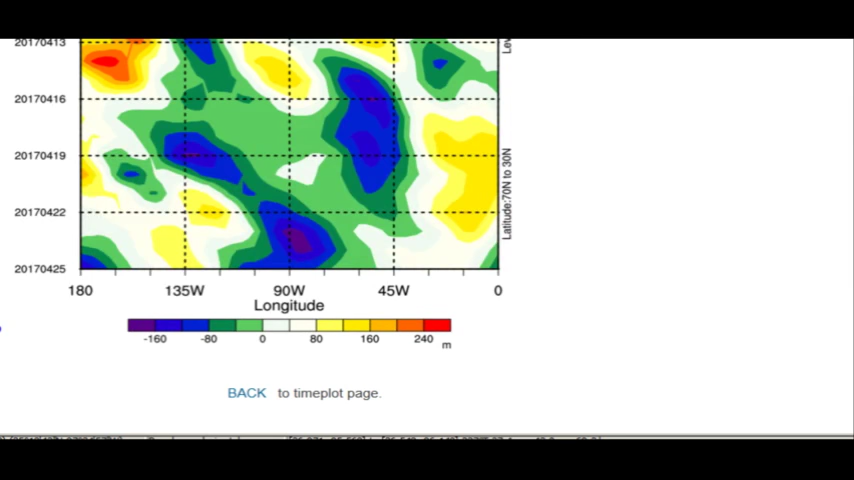 20170413
Lev
20170416
20170419
Latitude:70N to 30N
20170422
20170425
180 135W 90W 45W 0
Longitude
-160 -80 0 80 160 240 m
BACK to timeplot page.